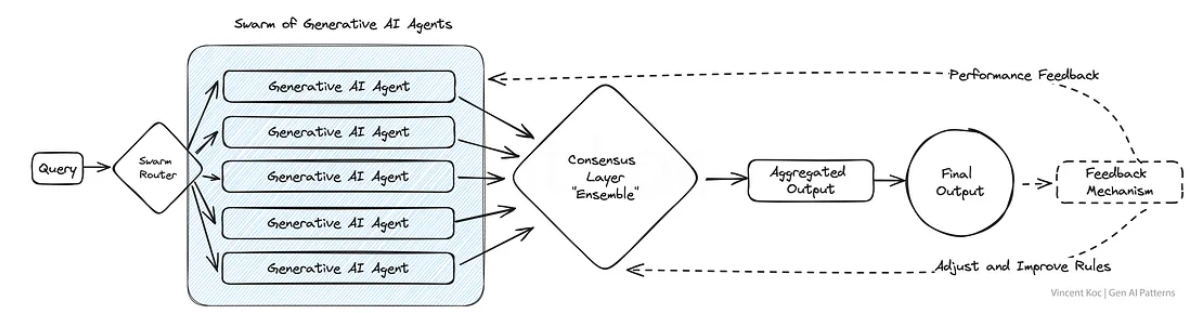 Swarm of Generative AI Agents
Query
Swarm
Router
Generative AI Agent
Generative AI Agent
Generative AI Agent
Generative AI Agent
Generative AI Agent
Consensus
Layer
"Ensemble"
Aggregated
Output
Final
Output
Performance Feedback
Feedback
Mechanism
Adjust and Improve Rules
Vincent Koc | Gen AI Patterns